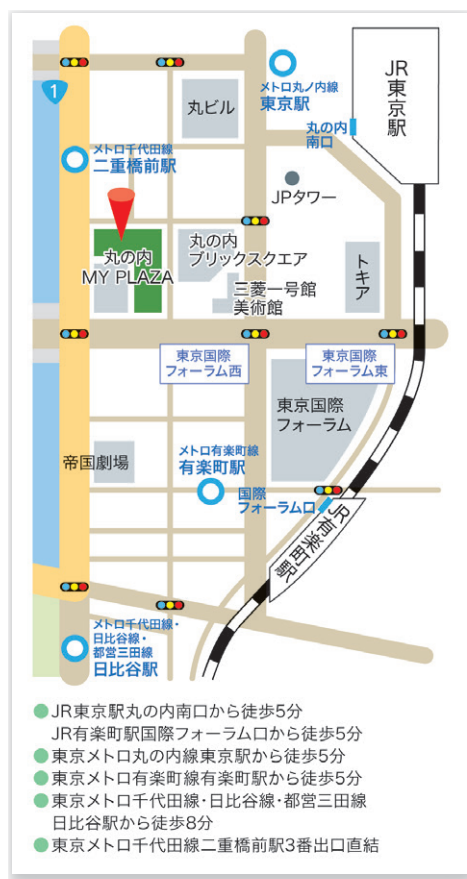 メトロ丸ノ内線
東京駅
JR東京駅
1
丸ビル
丸の内
南口
メトロ千代田線
二重橋前駅
JPタワー
丸の内
MY PLAZA
丸の内
ブリックスクエア
トキア
三菱一号館
美術館
東京国際
フォーラム西
東京国際
フォーラム東
東京国際
フォーラム
帝国劇場
メトロ有楽町線
有楽町駅
国際
フォーラム口
JR有楽町駅
メトロ千代田線・
日比谷線・
都営三田線
日比谷駅
●JR東京駅丸の内南口から徒歩5分
JR有楽町駅国際フォーラム口から徒歩5分
●東京メトロ丸の内線東京駅から徒歩5分
●東京メトロ有楽町線有楽町駅から徒歩5分
●東京メトロ千代田線・日比谷線・都営三田線
日比谷駅から徒歩8分
●東京メトロ千代田線二重橋前駅3番出口直結